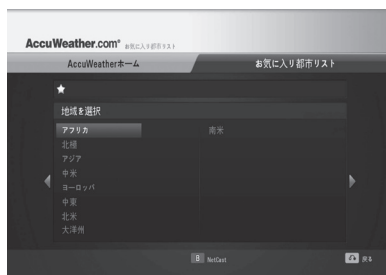 AccuWeather.com® お気に入り都市リスト
AccuWeatherホーム
お気に入り都市リスト
地域を選択
アフリカ
南米
北極
アジア
中米
ヨーロッパ
中東
北米
大洋州
B NetCast
戻る